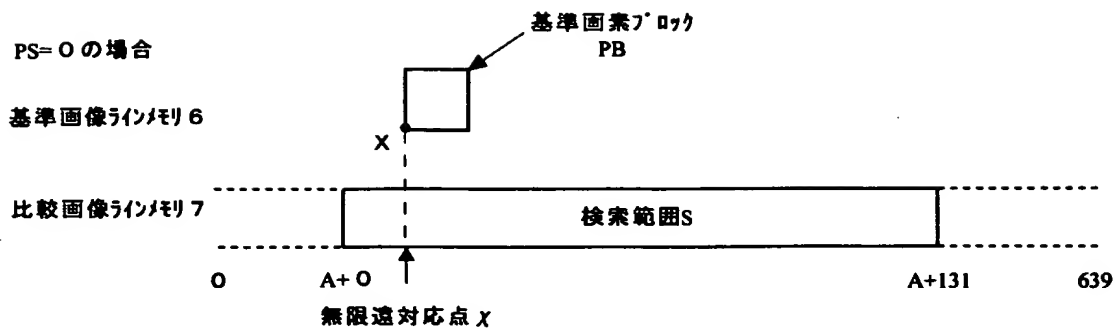 基準画素ブロック
PB
PS= 0 の場合
基準画像ラインメモリ 6
X
比較画像ラインメモリ 7
検索範囲S
0 A+ 0 A+131 639
無限遠対応点 χ